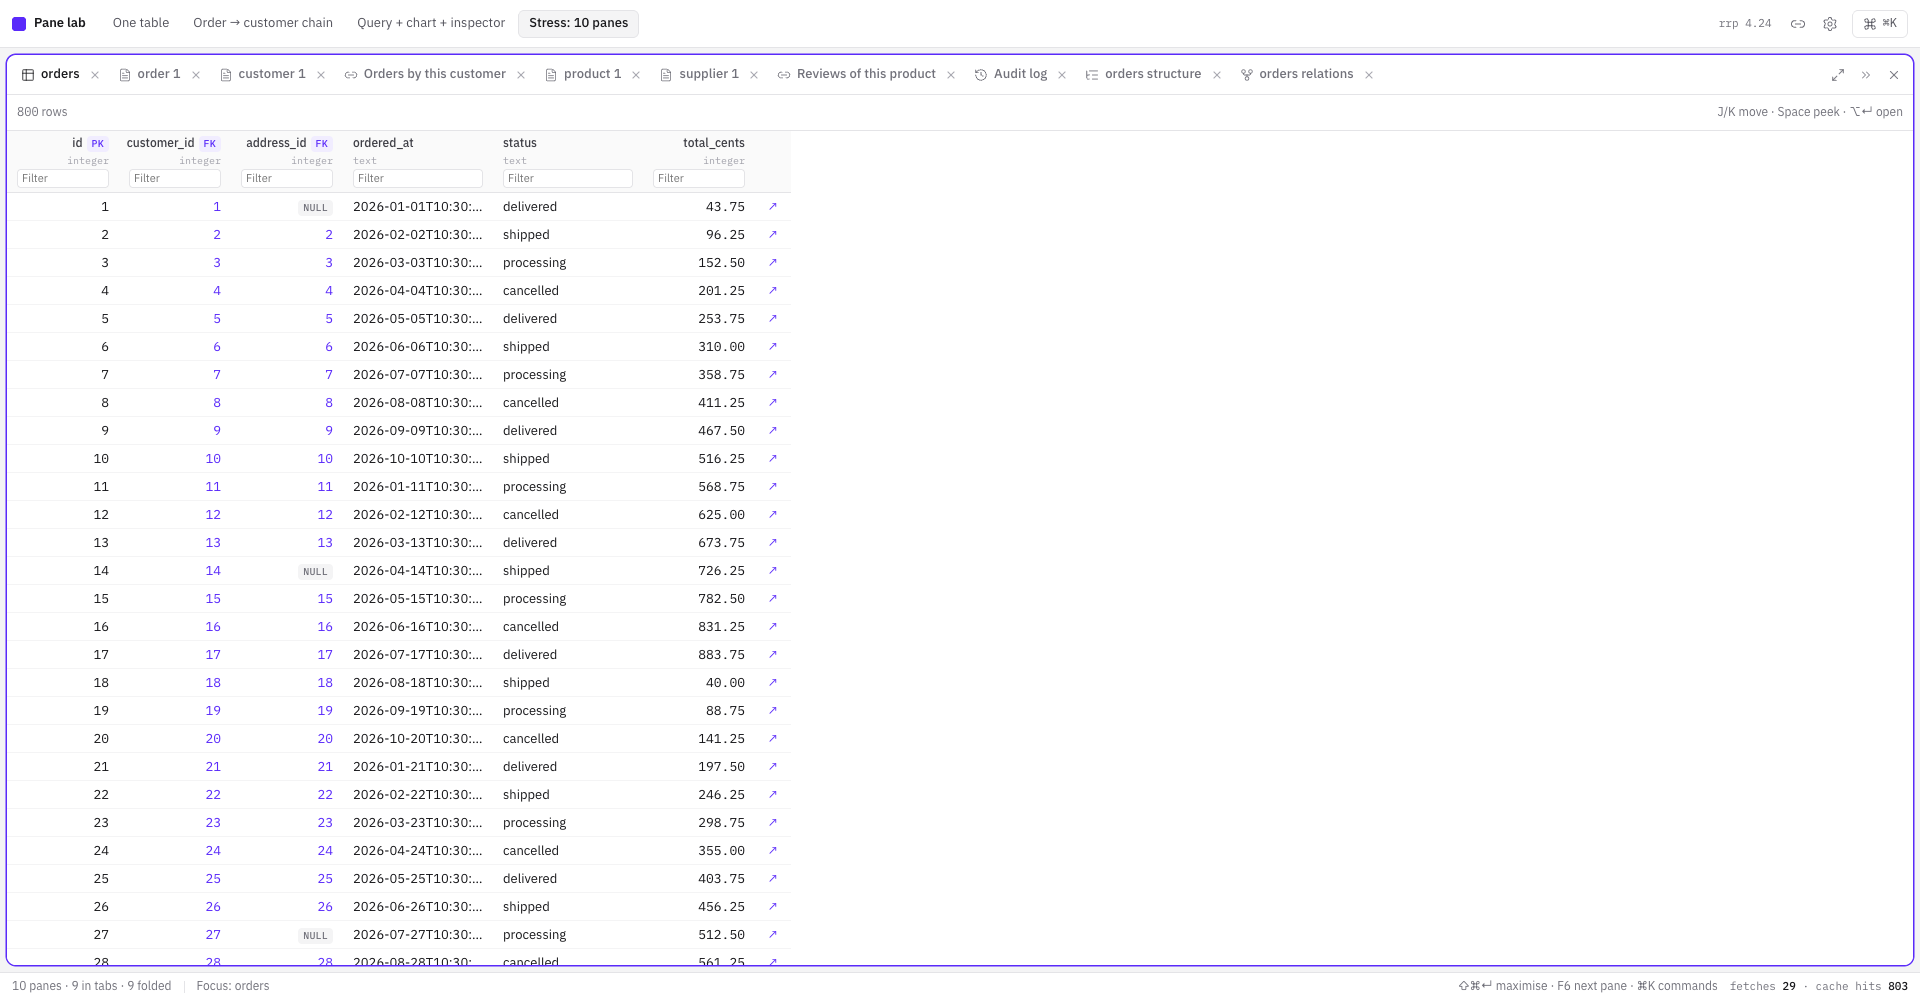 Pane lab One table Order → customer chain Query + chart + inspector Stress: 10 panes rrp 4.24 ⌘ ⌘K
orders × order 1 × customer 1 × Orders by this customer × product 1 × supplier 1 × Reviews of this product × Audit log × orders structure × orders relations ×
800 rows J/K move · Space peek · ⌥↵ open
id PK customer_id FK address_id FK ordered_at status total_cents
integer integer integer text text integer
Filter Filter Filter Filter Filter Filter
1 1 NULL 2026-01-01T10:30:... delivered 43.75 ↗
2 2 2 2026-02-02T10:30:... shipped 96.25 ↗
3 3 3 2026-03-03T10:30:... processing 152.50 ↗
4 4 4 2026-04-04T10:30:... cancelled 201.25 ↗
5 5 5 2026-05-05T10:30:... delivered 253.75 ↗
6 6 6 2026-06-06T10:30:... shipped 310.00 ↗
7 7 7 2026-07-07T10:30:... processing 358.75 ↗
8 8 8 2026-08-08T10:30:... cancelled 411.25 ↗
9 9 9 2026-09-09T10:30:... delivered 467.50 ↗
10 10 10 2026-10-10T10:30:... shipped 516.25 ↗
11 11 11 2026-01-11T10:30:... processing 568.75 ↗
12 12 12 2026-02-12T10:30:... cancelled 625.00 ↗
13 13 13 2026-03-13T10:30:... delivered 673.75 ↗
14 14 NULL 2026-04-14T10:30:... shipped 726.25 ↗
15 15 15 2026-05-15T10:30:... processing 782.50 ↗
16 16 16 2026-06-16T10:30:... cancelled 831.25 ↗
17 17 17 2026-07-17T10:30:... delivered 883.75 ↗
18 18 18 2026-08-18T10:30:... shipped 40.00 ↗
19 19 19 2026-09-19T10:30:... processing 88.75 ↗
20 20 20 2026-10-20T10:30:... cancelled 141.25 ↗
21 21 21 2026-01-21T10:30:... delivered 197.50 ↗
22 22 22 2026-02-22T10:30:... shipped 246.25 ↗
23 23 23 2026-03-23T10:30:... processing 298.75 ↗
24 24 24 2026-04-24T10:30:... cancelled 355.00 ↗
25 25 25 2026-05-25T10:30:... delivered 403.75 ↗
26 26 26 2026-06-26T10:30:... shipped 456.25 ↗
27 27 NULL 2026-07-27T10:30:... processing 512.50 ↗
28 28 28 2026-08-28T10:30:... cancelled 561.25 ↗
10 panes · 9 in tabs · 9 folded Focus: orders ⇧⌘↵ maximise · F6 next pane · ⌘K commands fetches 29 · cache hits 803